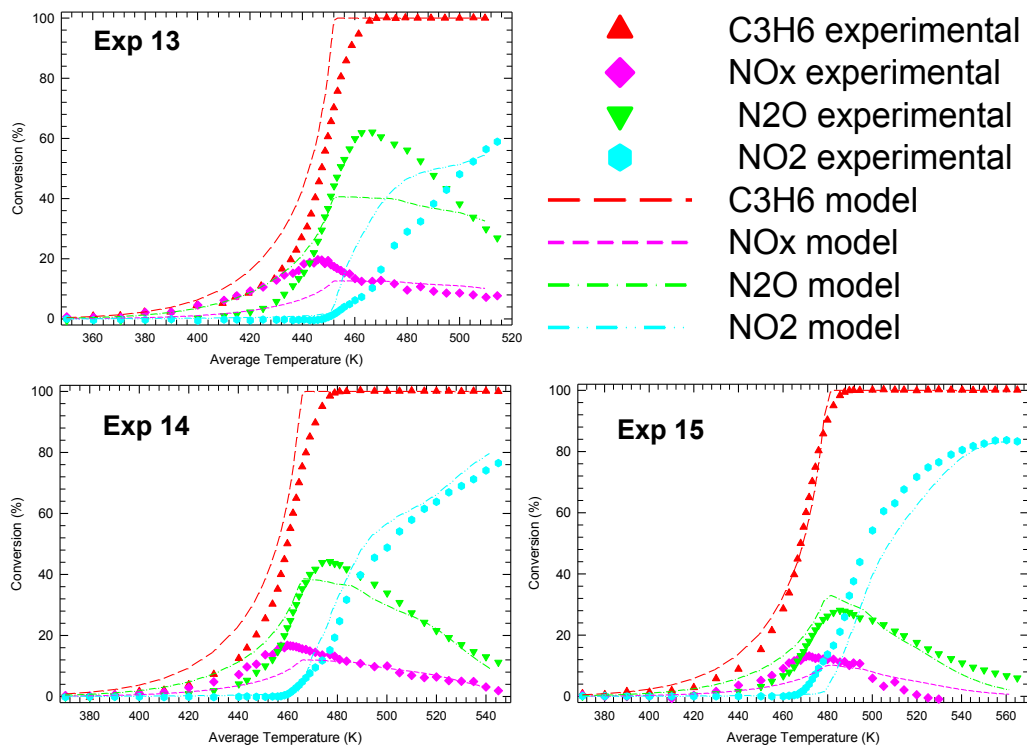 Exp 13
Conversion (%)
100
80
60
40
20
0
360 380 400 420 440 460 480 500 520
Average Temperature (K)
C3H6 experimental
NOx experimental
N2O experimental
NO2 experimental
C3H6 model
NOx model
N2O model
NO2 model
Exp 14
Conversion (%)
100
80
60
40
20
0
380 400 420 440 460 480 500 520 540
Average Temperature (K)
Exp 15
Conversion (%)
100
80
60
40
20
0
380 400 420 440 460 480 500 520 540 560
Average Temperature (K)